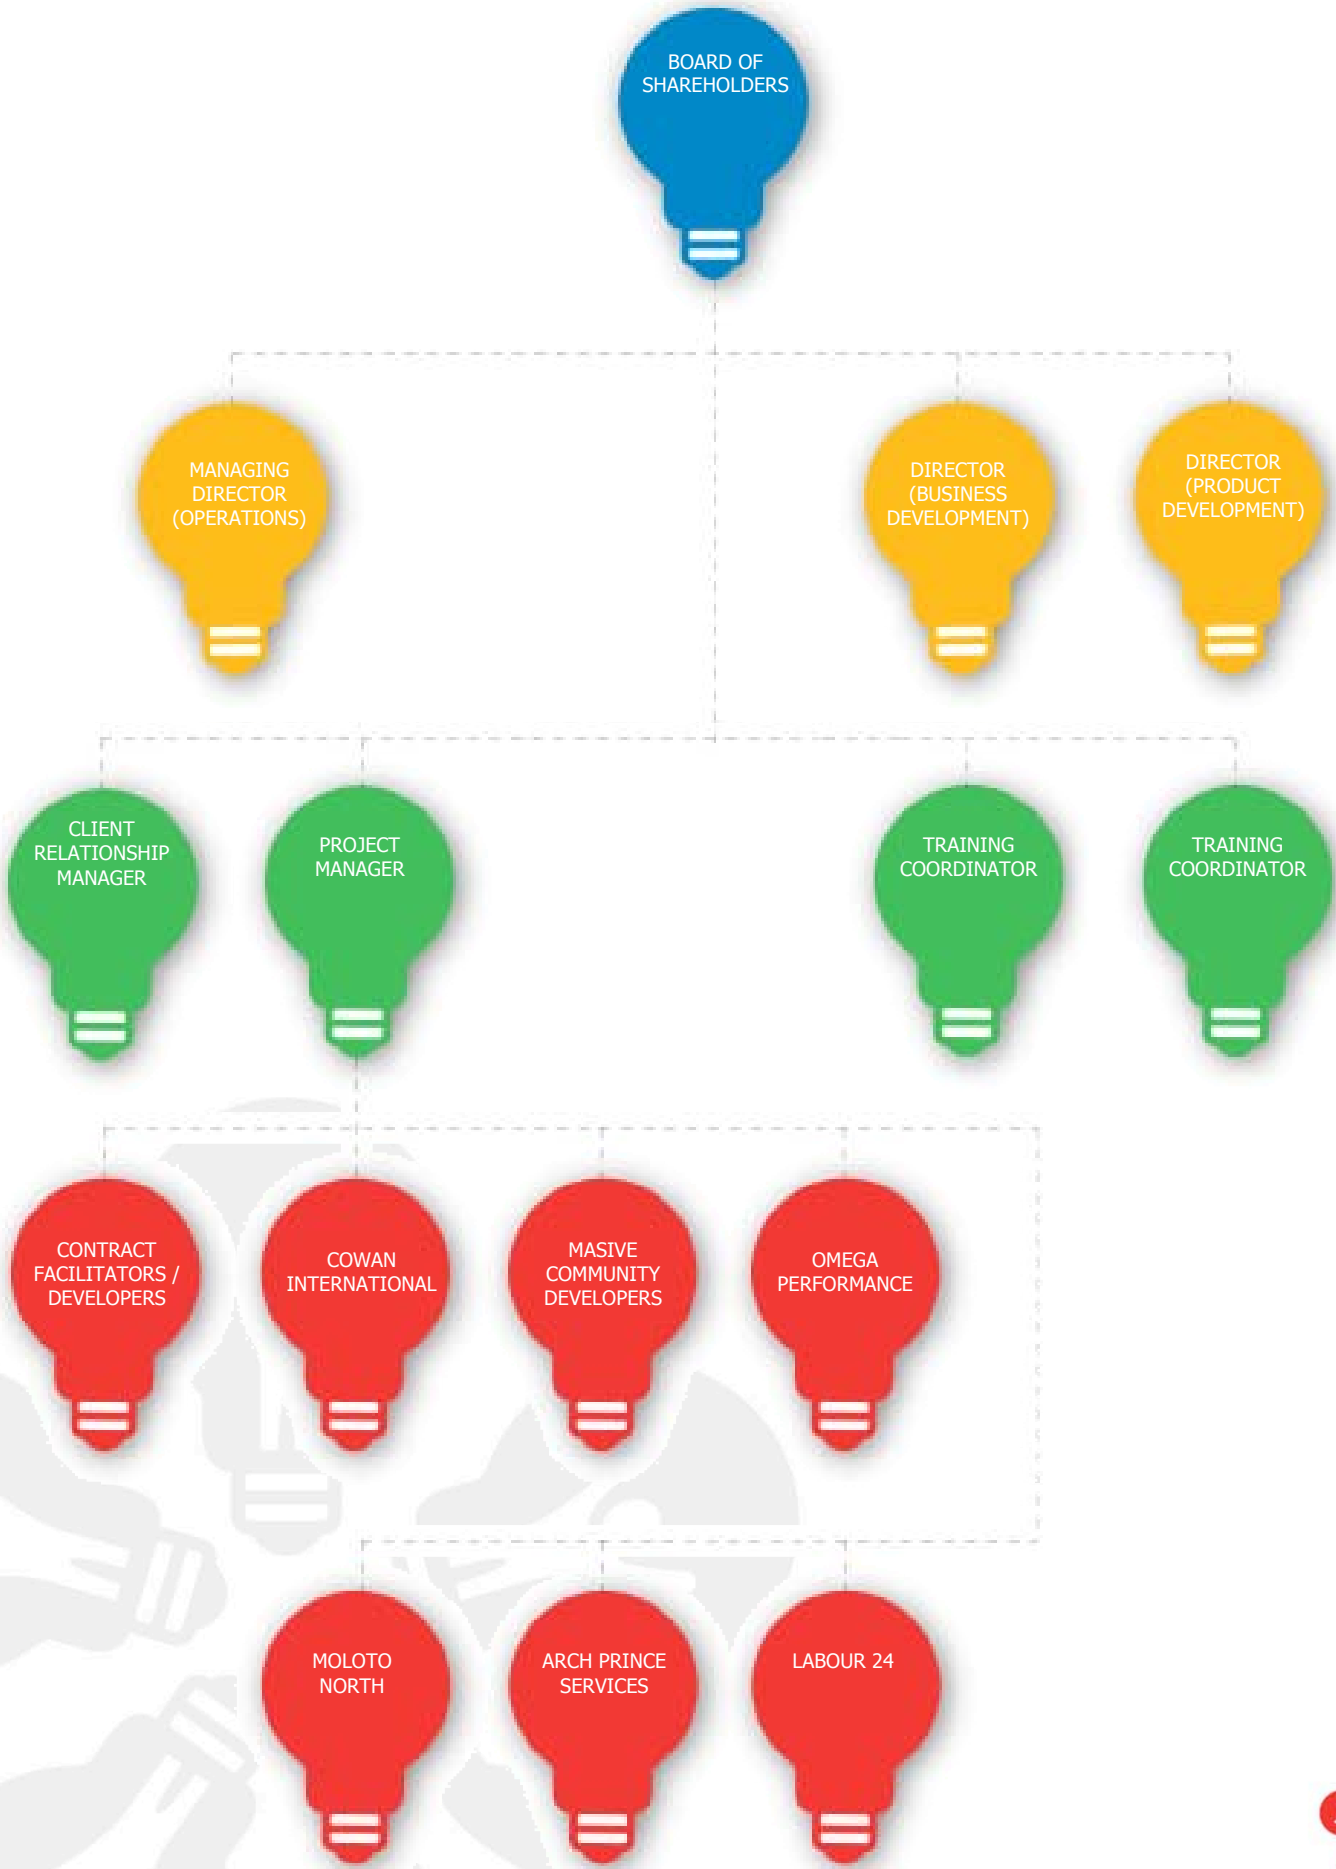 BOARD OF
SHAREHOLDERS
MANAGING
DIRECTOR
(OPERATIONS)
DIRECTOR
(BUSINESS
DEVELOPMENT)
DIRECTOR
(PRODUCT
DEVELOPMENT)
CLIENT
RELATIONSHIP
MANAGER
PROJECT
MANAGER
TRAINING
COORDINATOR
TRAINING
COORDINATOR
CONTRACT
FACILITATORS /
DEVELOPERS
COWAN
INTERNATIONAL
MASIVE
COMMUNITY
DEVELOPERS
OMEGA
PERFORMANCE
MOLOTO
NORTH
ARCH PRINCE
SERVICES
LABOUR 24